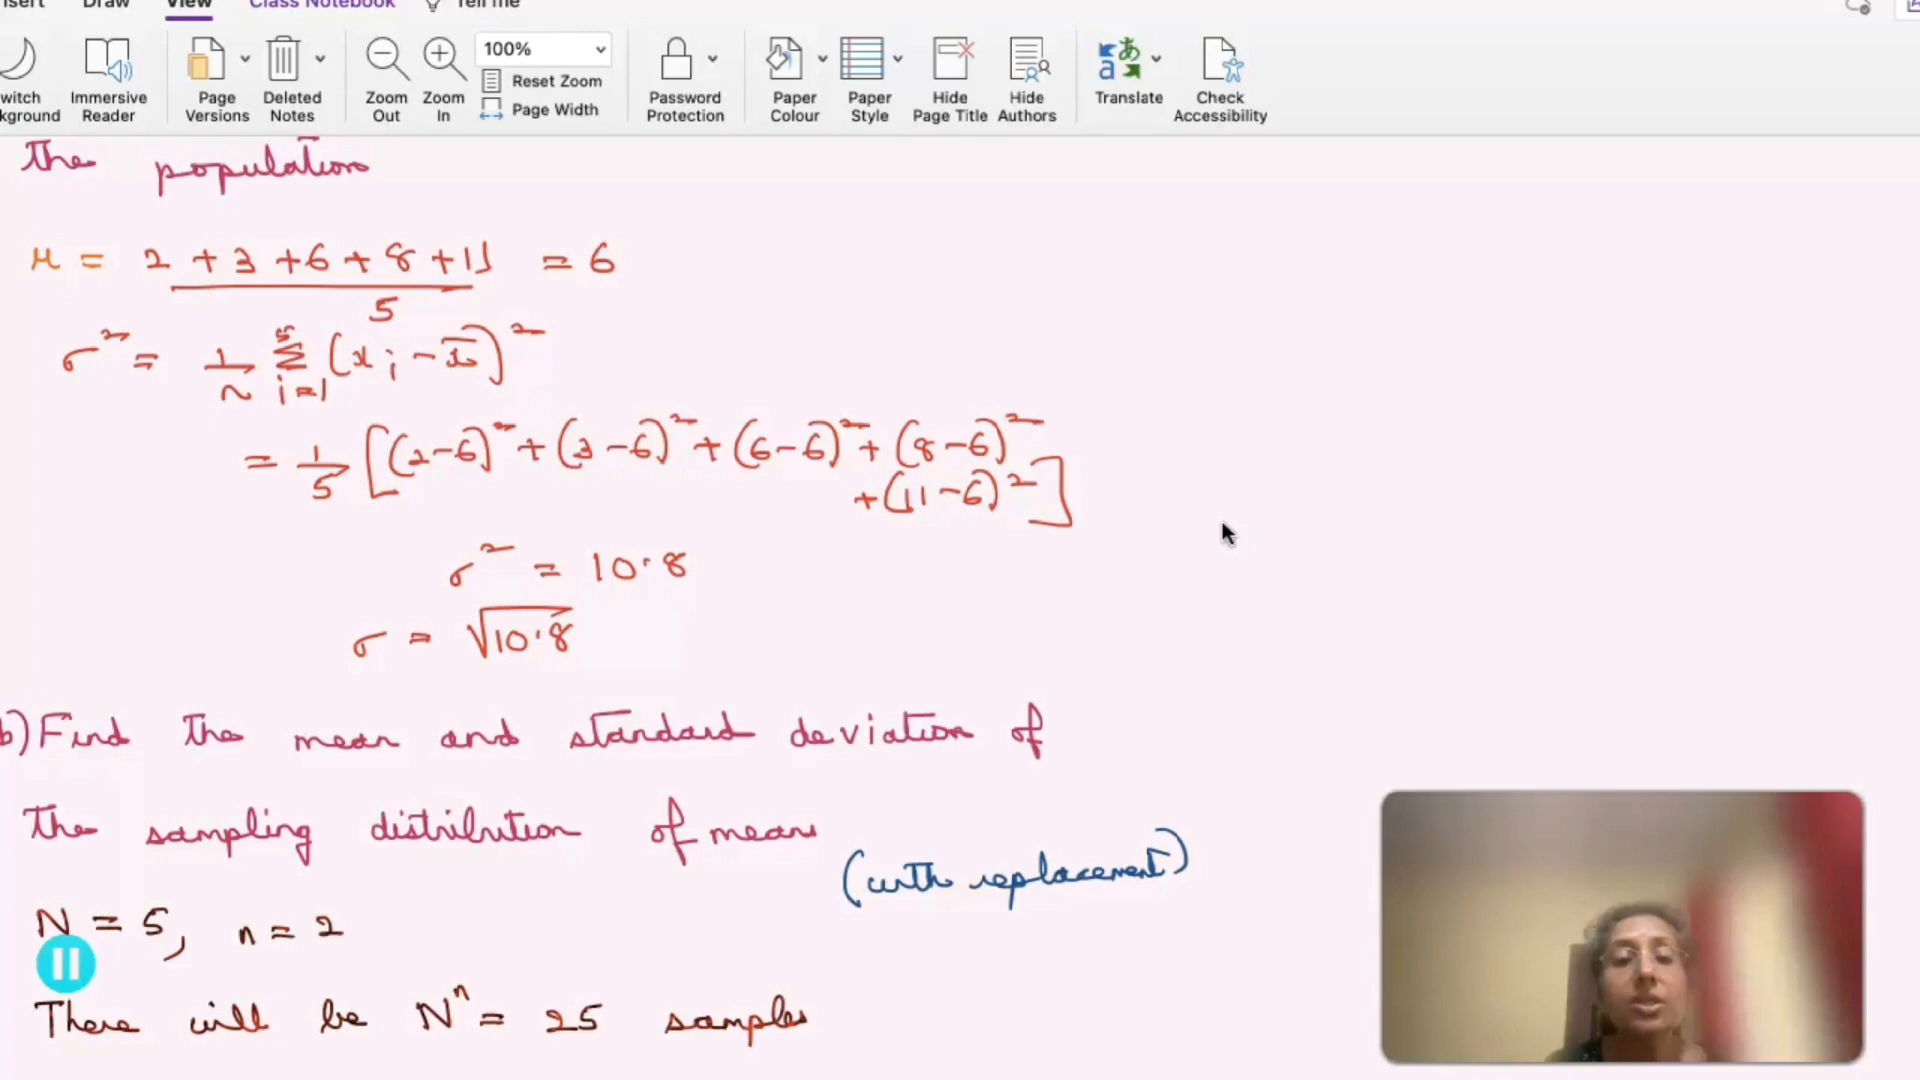 nsert Draw View Class Notebook Tell me
witch
kground
Immersive
Reader
Page
Versions
Deleted
Notes
Zoom
Out
Zoom
In
100%
Reset Zoom
Page Width
Password
Protection
Paper
Colour
Paper
Style
Hide
Page Title
Hide
Authors
Translate
Check
Accessibility
The population
μ = 2 + 3 + 6 + 8 + 11 / 5 = 6
σ² = 1/n 5Σi=1 (xi − x̄)²
= 1/5 [(2−6)² + (3−6)² + (6−6)² + (8−6)²
+ (11−6)²]
σ² = 10.8
σ = √10.8
b) Find the mean and standard deviation of
The sampling distribution of means
(with replacement)
N = 5, n = 2
There will be Nⁿ = 25 samples